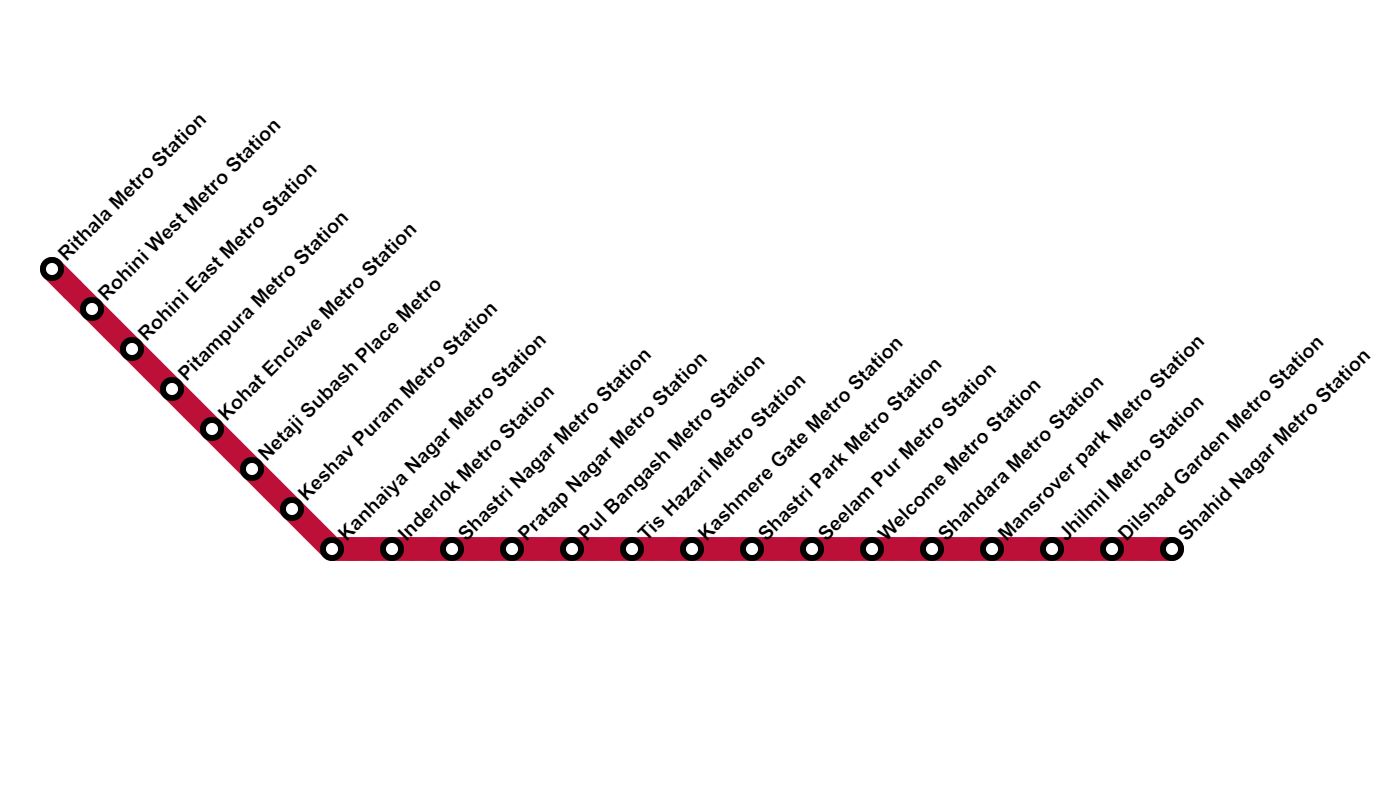 Rithala Metro Station
Rohini West Metro Station
Rohini East Metro Station
Pitampura Metro Station
Kohat Enclave Metro Station
Netaji Subash Place Metro
Keshav Puram Metro Station
Kanhaiya Nagar Metro Station
Inderlok Metro Station
Shastri Nagar Metro Station
Pratap Nagar Metro Station
Pul Bangash Metro Station
Tis Hazari Metro Station
Kashmere Gate Metro Station
Shastri Park Metro Station
Seelam Pur Metro Station
Welcome Metro Station
Shahdara Metro Station
Mansrover park Metro Station
Jhilmil Metro Station
Dilshad Garden Metro Station
Shahid Nagar Metro Station